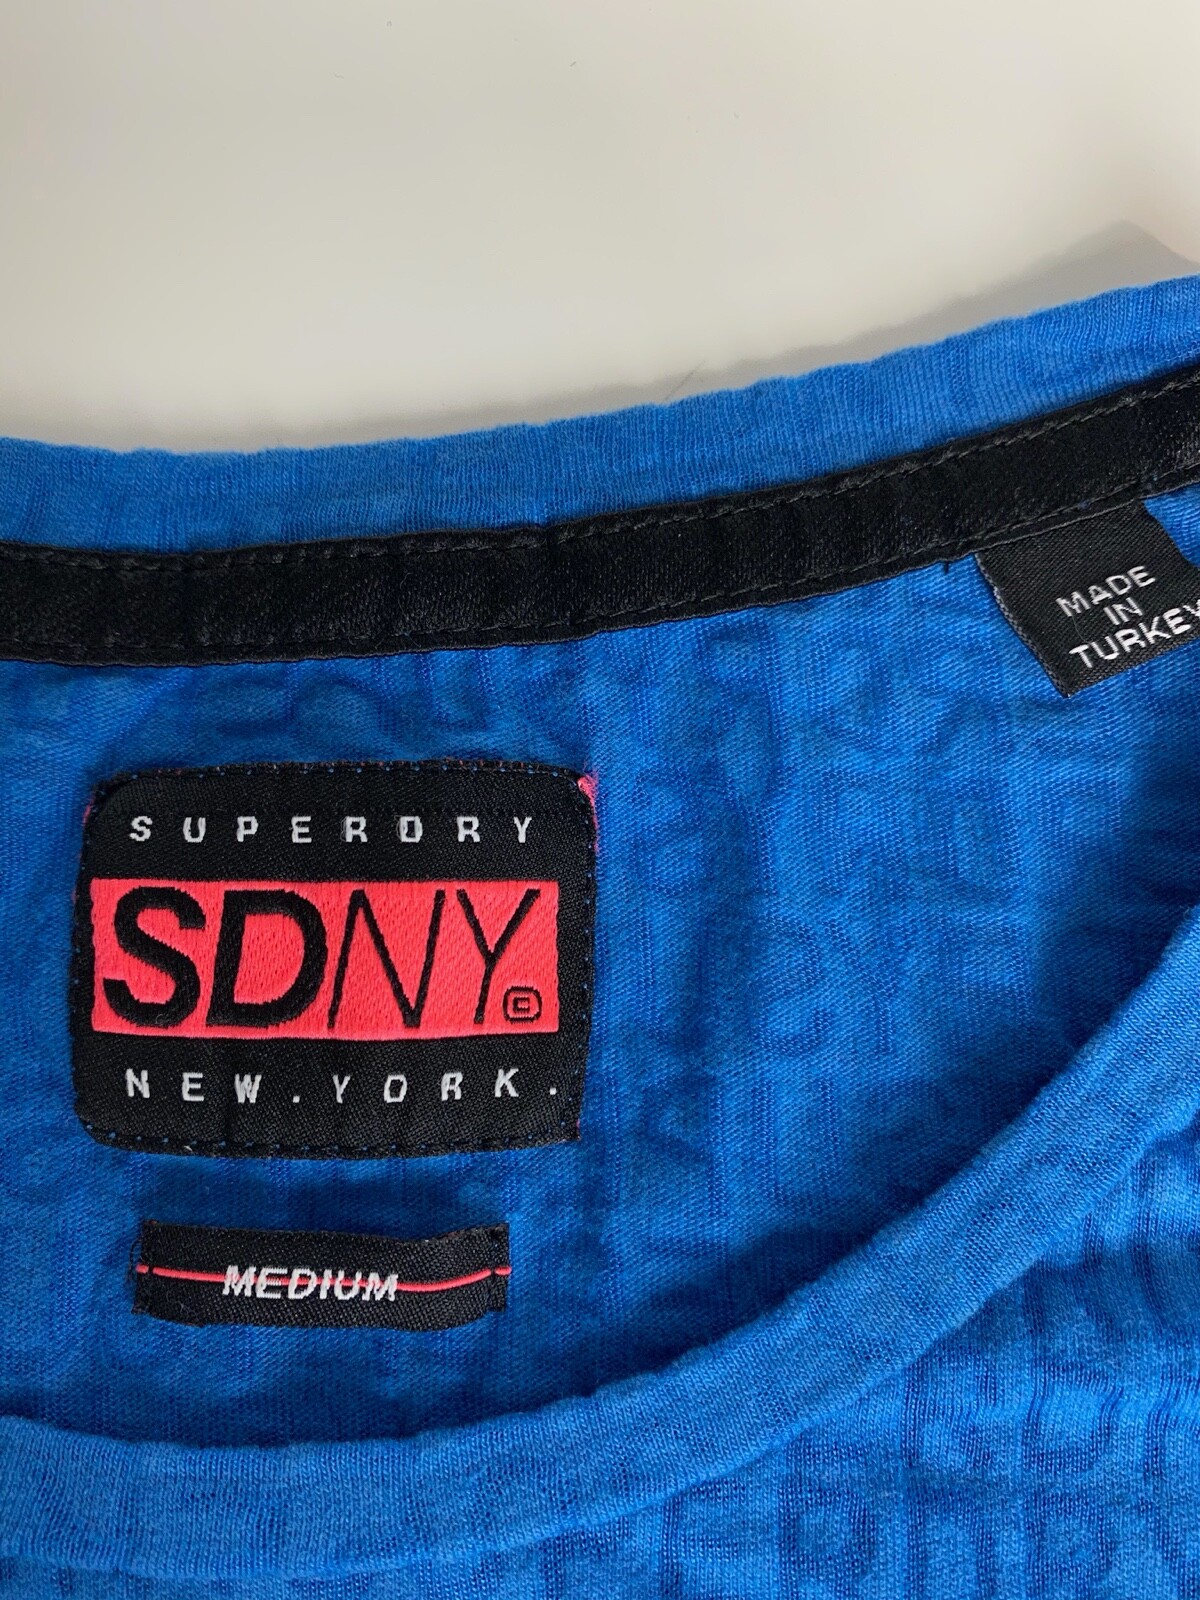 MADE
IN
TURKEY
SUPERDRY
SDNY©
NEW.YORK.
MEDIUM